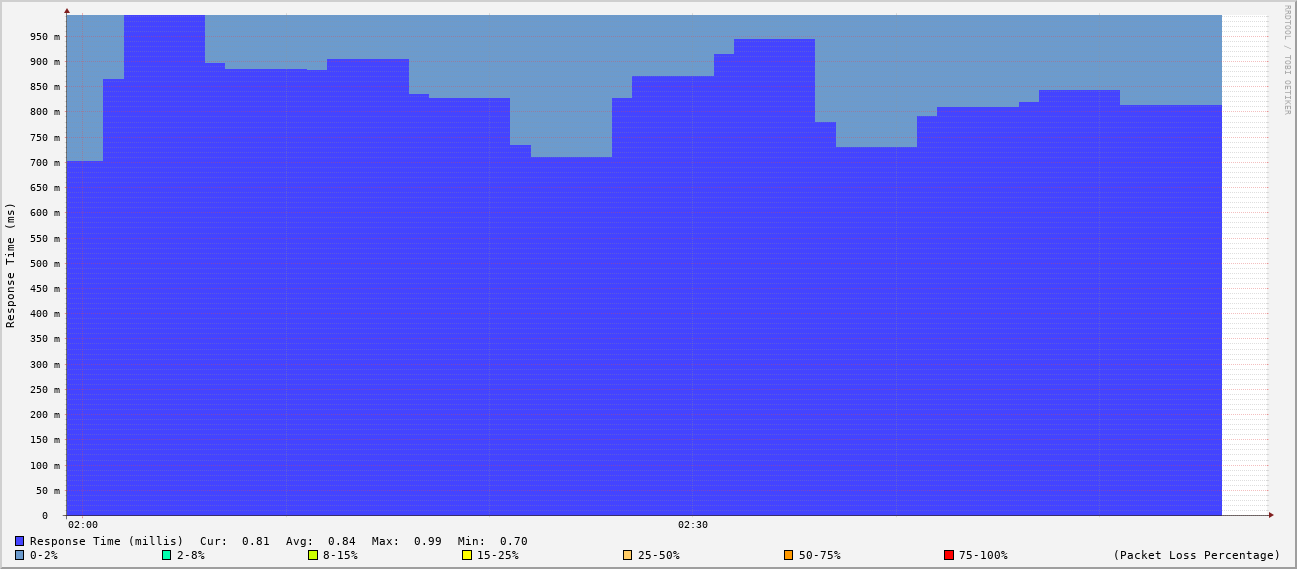 RRDTOOL / TOBI OETIKER
Response Time (ms)
950 m
900 m
850 m
800 m
750 m
700 m
650 m
600 m
550 m
500 m
450 m
400 m
350 m
300 m
250 m
200 m
150 m
100 m
50 m
0
02:00 02:30
Response Time (millis) Cur: 0.81 Avg: 0.84 Max: 0.99 Min: 0.70
0-2% 2-8% 8-15% 15-25% 25-50% 50-75% 75-100% (Packet Loss Percentage)